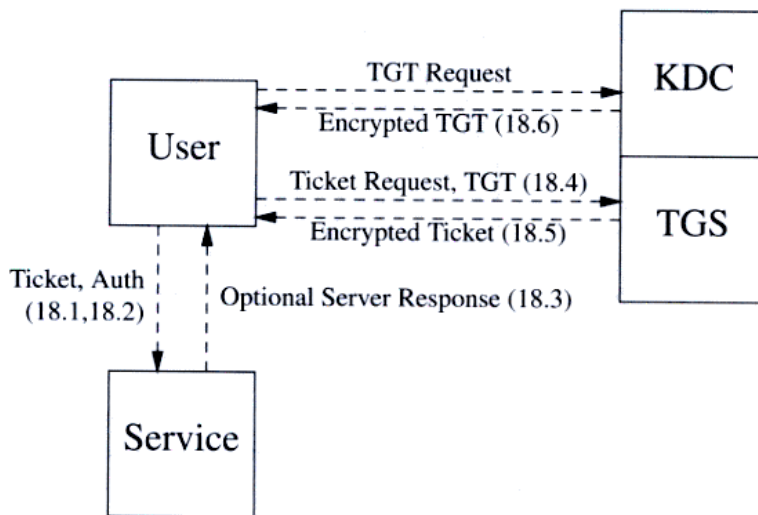 TGT Request
KDC
Encrypted TGT (18.6)
User
Ticket Request, TGT (18.4)
TGS
Encrypted Ticket (18.5)
Ticket, Auth
(18.1,18.2)
Optional Server Response (18.3)
Service